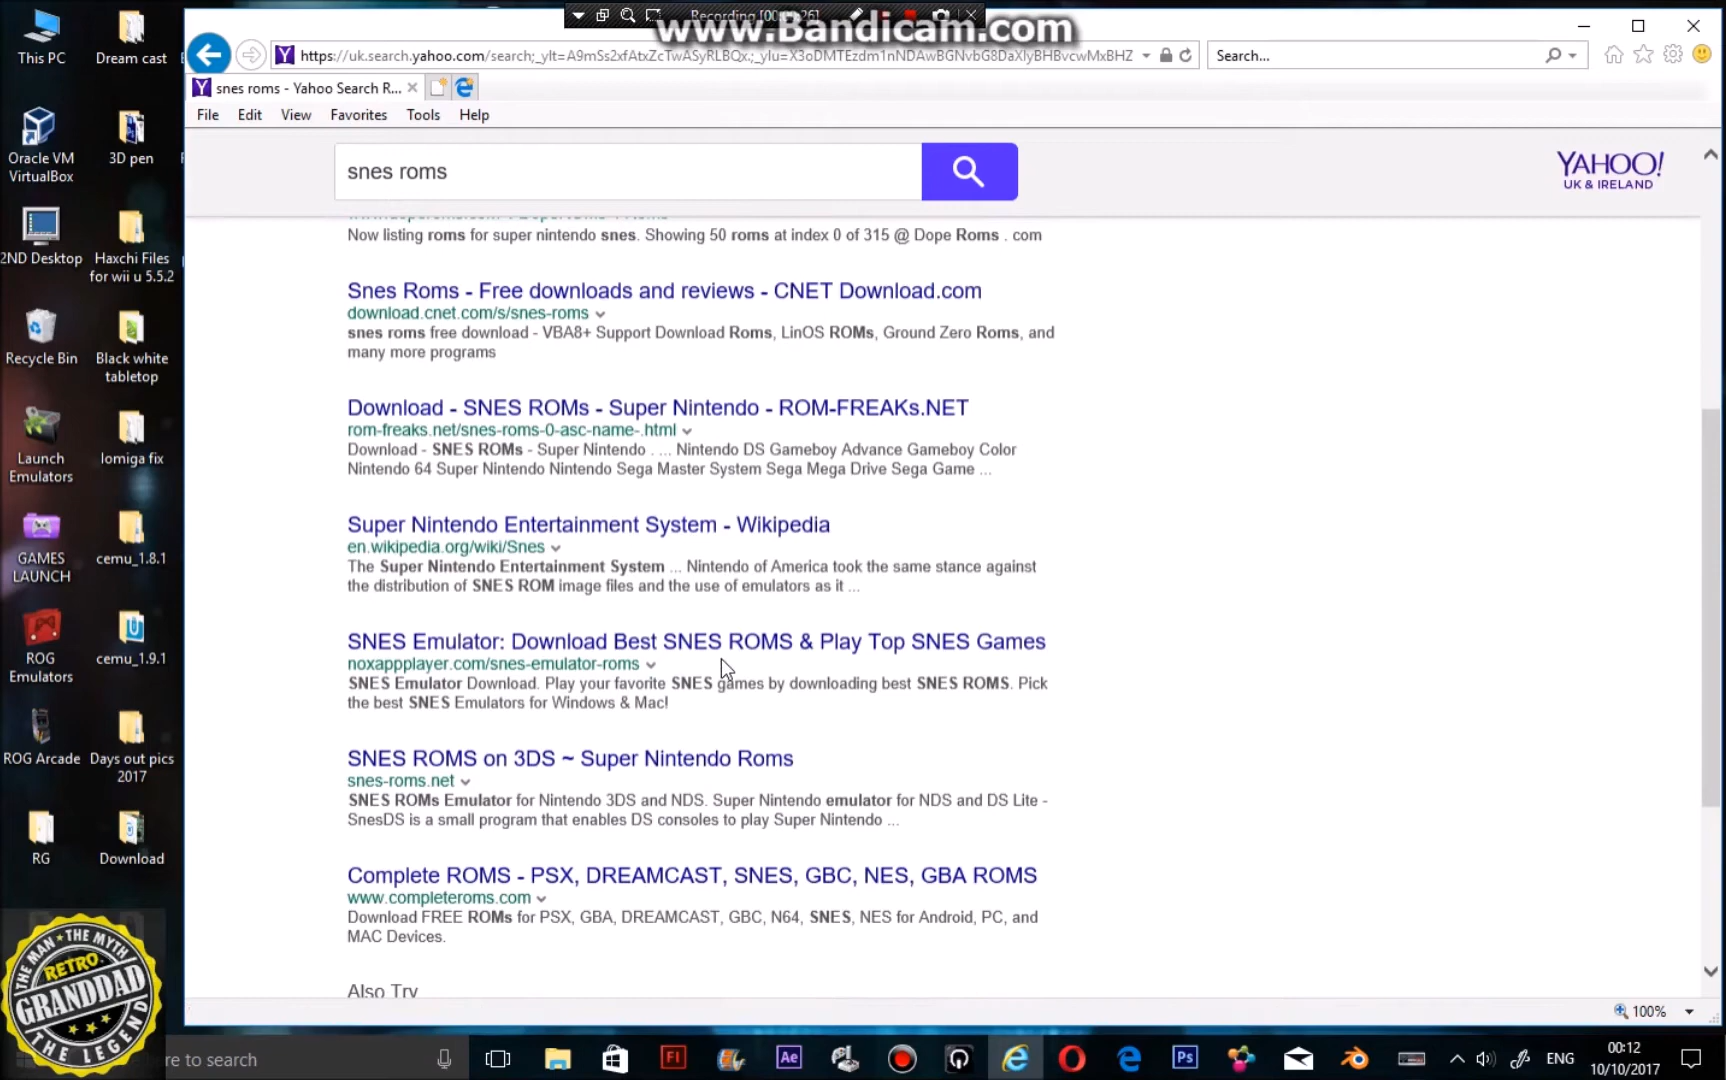 Recording
www.Bandicam.com
This PC
Dream cast
https://uk.search.yahoo.com/search;_ylt=A9mSs2xfAtxZcTwASyRLBQx.;_ylu=X3oDMTEzdm1nNDAwBGNvbG8DaXIyBHBvcwMxBHZ
Search...
snes roms - Yahoo Search R...
File Edit View Favorites Tools Help
Oracle VM
VirtualBox
3D pen
snes roms
YAHOO!
UK & IRELAND
2ND Desktop
Haxchi Files
for wii u 5.5.2
Now listing roms for super nintendo snes. Showing 50 roms at index 0 of 315 @ Dope Roms . com
Snes Roms - Free downloads and reviews - CNET Download.com
download.cnet.com/s/snes-roms
snes roms free download - VBA8+ Support Download Roms, LinOS ROMs, Ground Zero Roms, and
many more programs
Recycle Bin
Black white
tabletop
Download - SNES ROMs - Super Nintendo - ROM-FREAKs.NET
rom-freaks.net/snes-roms-0-asc-name-.html
Download - SNES ROMs - Super Nintendo . ... Nintendo DS Gameboy Advance Gameboy Color
Nintendo 64 Super Nintendo Nintendo Sega Master System Sega Mega Drive Sega Game ...
Launch
Emulators
lomiga fix
Super Nintendo Entertainment System - Wikipedia
en.wikipedia.org/wiki/Snes
The Super Nintendo Entertainment System ... Nintendo of America took the same stance against
the distribution of SNES ROM image files and the use of emulators as it ...
GAMES
LAUNCH
cemu_1.8.1
SNES Emulator: Download Best SNES ROMS & Play Top SNES Games
noxappplayer.com/snes-emulator-roms
SNES Emulator Download. Play your favorite SNES games by downloading best SNES ROMS. Pick
the best SNES Emulators for Windows & Mac!
ROG
Emulators
cemu_1.9.1
SNES ROMS on 3DS ~ Super Nintendo Roms
snes-roms.net
SNES ROMs Emulator for Nintendo 3DS and NDS. Super Nintendo emulator for NDS and DS Lite -
SnesDS is a small program that enables DS consoles to play Super Nintendo ...
ROG Arcade
Days out pics
2017
Complete ROMS - PSX, DREAMCAST, SNES, GBC, NES, GBA ROMS
www.completeroms.com
Download FREE ROMs for PSX, GBA, DREAMCAST, GBC, N64, SNES, NES for Android, PC, and
MAC Devices.
RG
Download
Also Try
THE MAN THE MYTH
RETRO
GRANDDAD
THE LEGEND
100%
re to search
Fl
Ae
Ps
ENG
00:12
10/10/2017